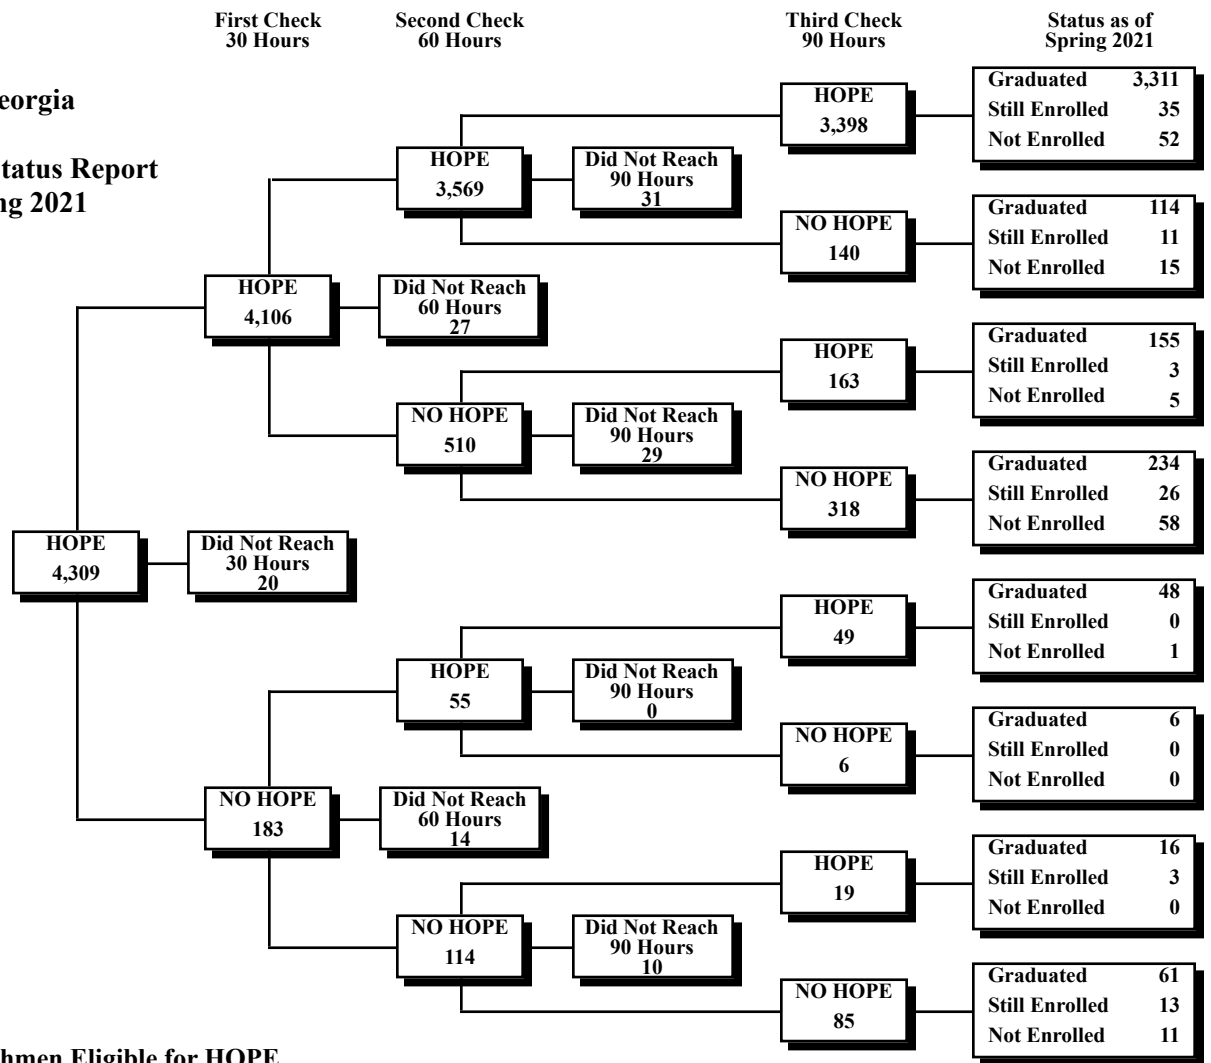 First Check
30 Hours
Second Check
60 Hours
Third Check
90 Hours
Status as of
Spring 2021
eorgia
tatus Report
ng 2021
HOPE
4,309
Did Not Reach
30 Hours
20
HOPE
4,106
Did Not Reach
60 Hours
27
NO HOPE
183
Did Not Reach
60 Hours
14
HOPE
3,569
Did Not Reach
90 Hours
31
NO HOPE
510
Did Not Reach
90 Hours
29
HOPE
55
Did Not Reach
90 Hours
0
NO HOPE
114
Did Not Reach
90 Hours
10
HOPE
3,398
Graduated 3,311
Still Enrolled 35
Not Enrolled 52
NO HOPE
140
Graduated 114
Still Enrolled 11
Not Enrolled 15
HOPE
163
Graduated 155
Still Enrolled 3
Not Enrolled 5
NO HOPE
318
Graduated 234
Still Enrolled 26
Not Enrolled 58
HOPE
49
Graduated 48
Still Enrolled 0
Not Enrolled 1
NO HOPE
6
Graduated 6
Still Enrolled 0
Not Enrolled 0
HOPE
19
Graduated 16
Still Enrolled 3
Not Enrolled 0
NO HOPE
85
Graduated 61
Still Enrolled 13
Not Enrolled 11
hmen Eligible for HOPE